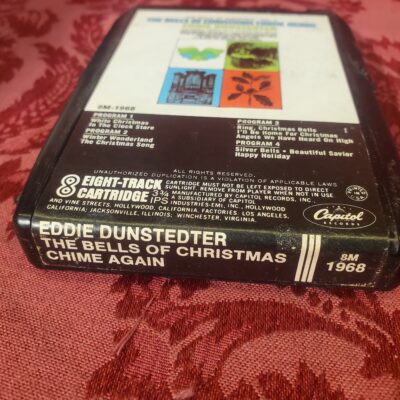 THE BELLS OF CHRISTMAS CHIME AGAIN
EDDIE DUNSTEDTER
8M-1968
PROGRAM 1
White Christmas
In The Clock Store
PROGRAM 2
Winter Wonderland
The Christmas Song
PROGRAM 3
Ring, Christmas Bells
I'll Be Home For Christmas
Angels We Have Heard On High
PROGRAM 4
Silver Bells • Beautiful Savior
Happy Holiday
ALL RIGHTS RESERVED.
UNAUTHORIZED DUPLICATION IS A VIOLATION OF APPLICABLE LAWS
8 EIGHT-TRACK CARTRIDGE 3¾ IPS
CARTRIDGE MUST NOT BE LEFT EXPOSED TO DIRECT
SUNLIGHT. REMOVE FROM PLAYER WHEN NOT IN USE
MANUFACTURED BY CAPITOL RECORDS, INC.,
A SUBSIDIARY OF CAPITOL
INDUSTRIES-EMI, INC., HOLLYWOOD
AND VINE STREETS, HOLLYWOOD, CALIFORNIA. FACTORIES: LOS ANGELES,
CALIFORNIA; JACKSONVILLE, ILLINOIS; WINCHESTER, VIRGINIA.
Capitol
RECORDS
EDDIE DUNSTEDTER
THE BELLS OF CHRISTMAS
CHIME AGAIN
8M
1968